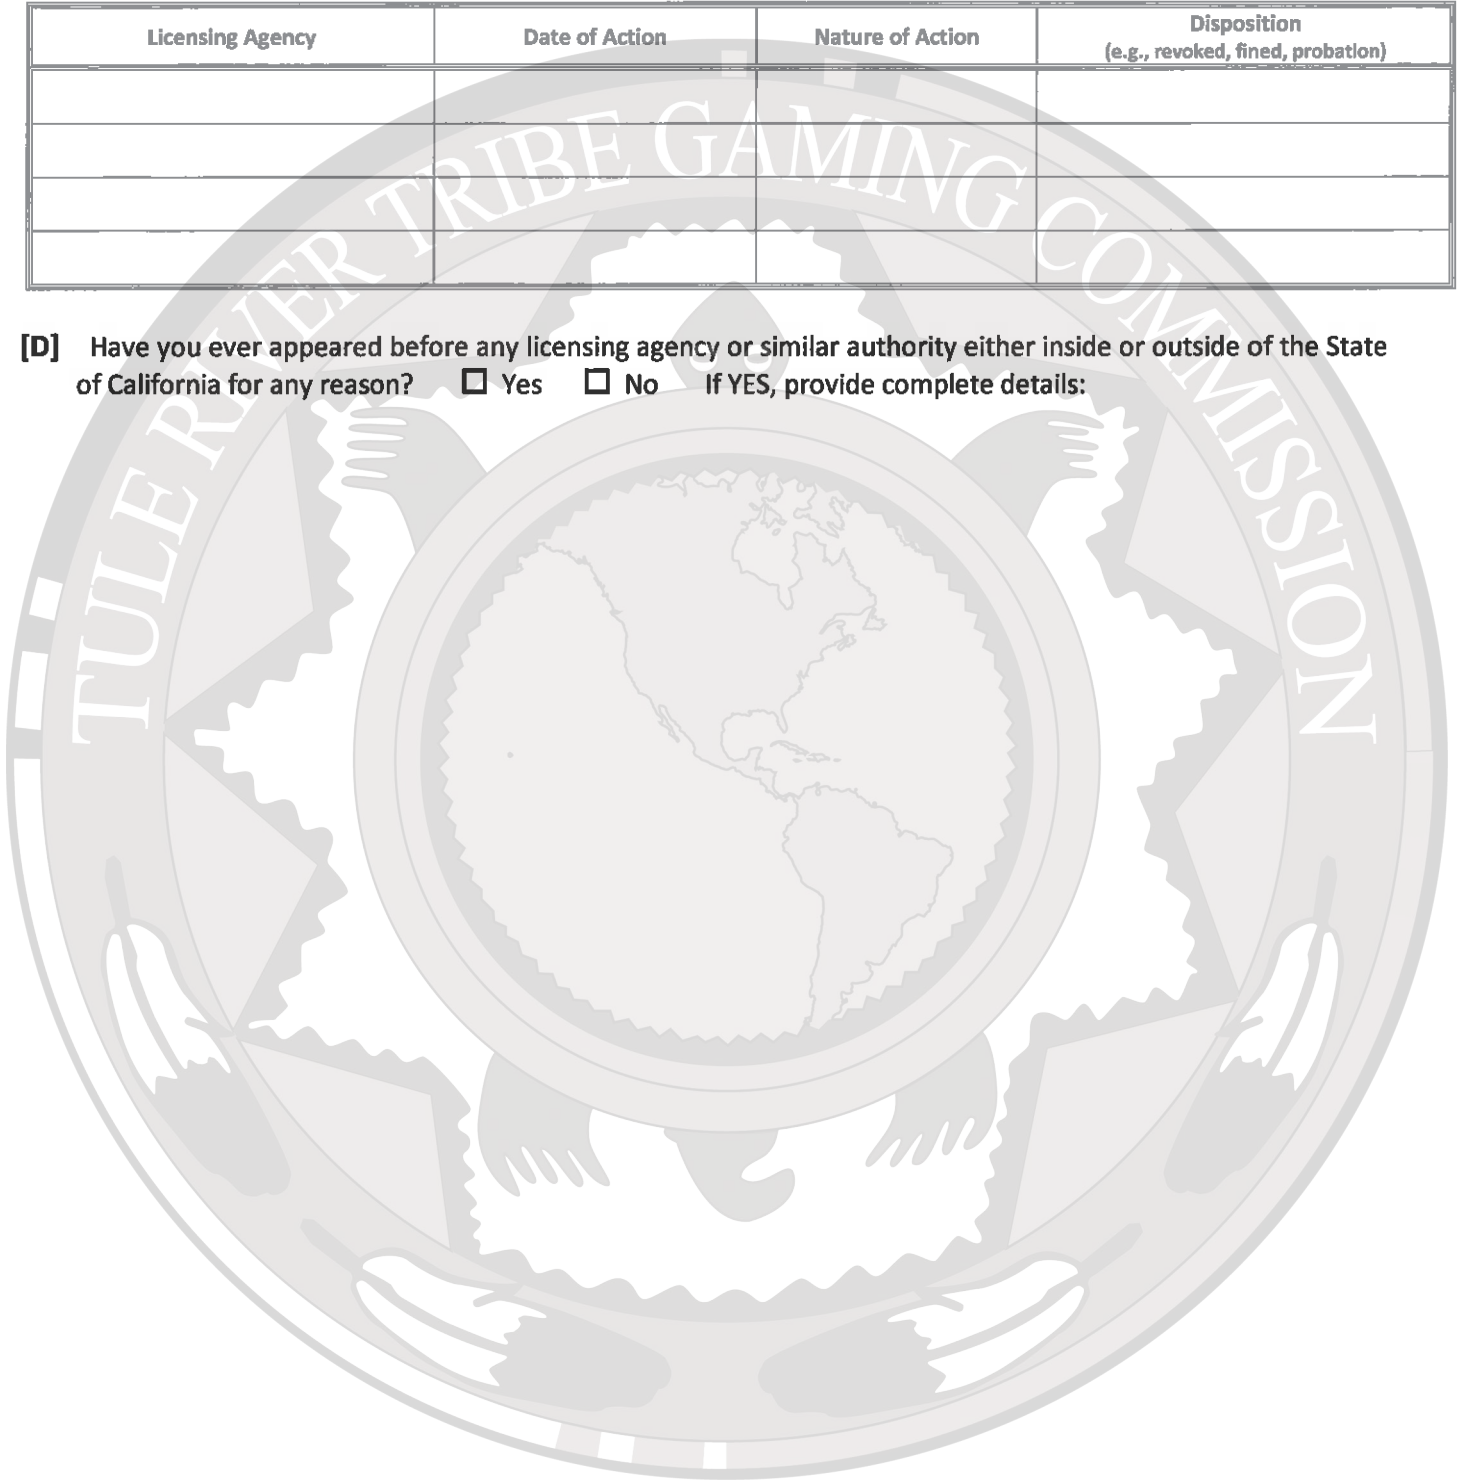 Licensing Agency Date of Action Nature of Action Disposition
(e.g., revoked, fined, probation)
TULE RIVER TRIBE GAMING COMMISSION
[D] Have you ever appeared before any licensing agency or similar authority either inside or outside of the State
of California for any reason? ☐ Yes ☐ No If YES, provide complete details: